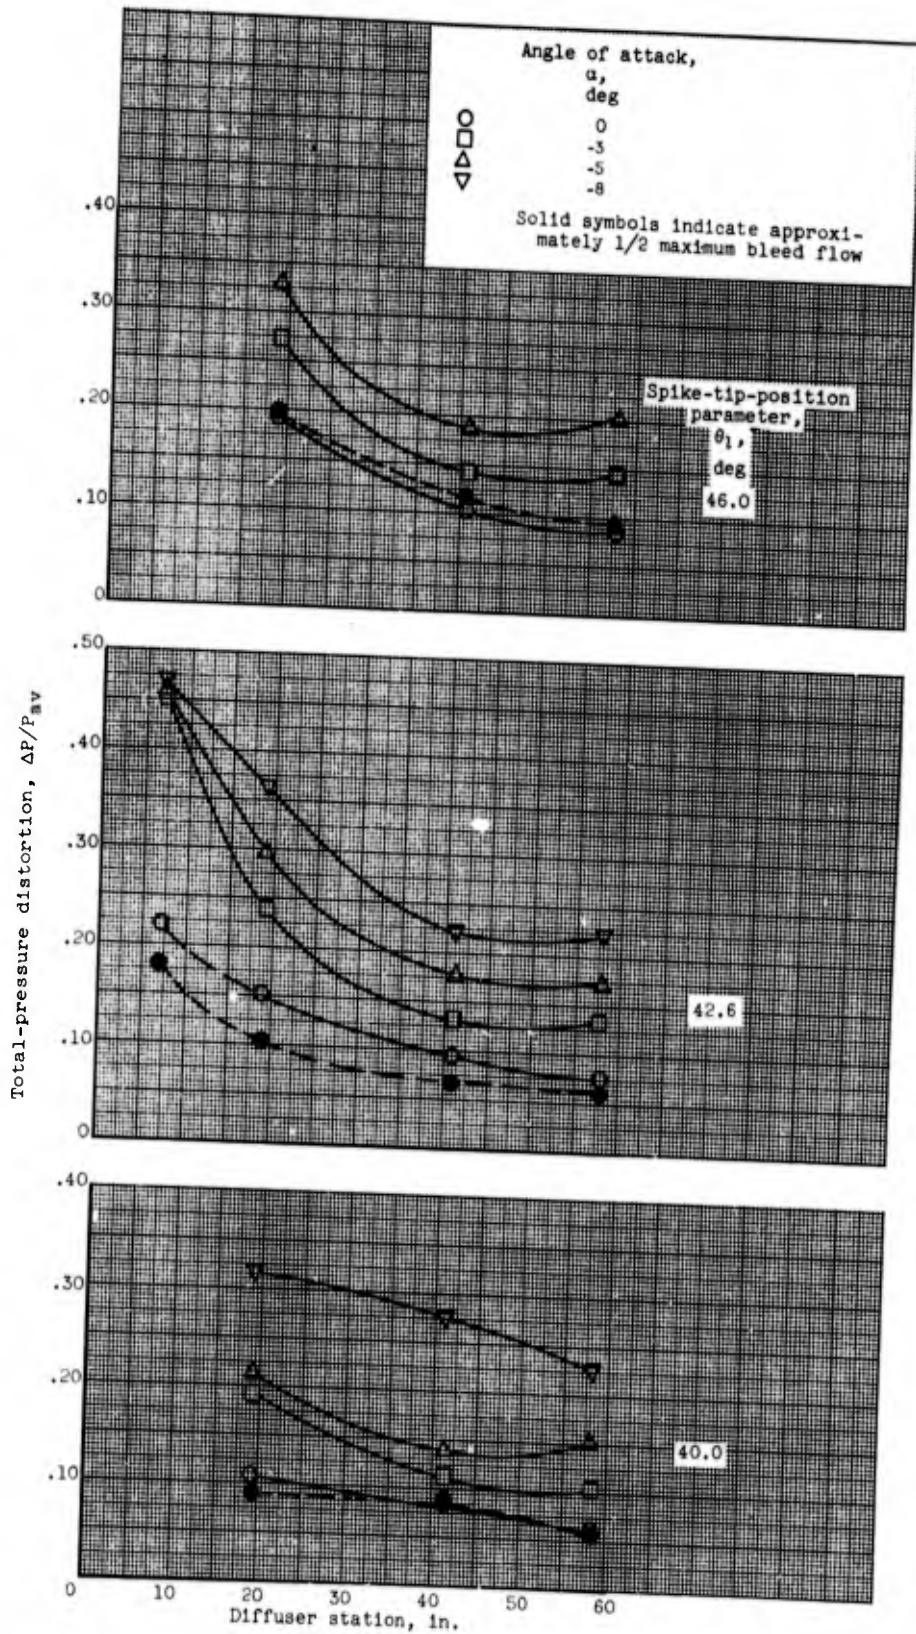 Angle of attack,
α,
deg
0
-3
-5
-8
Solid symbols indicate approxi-
mately 1/2 maximum bleed flow
.40
.30
.20
.10
0
Spike-tip-position
parameter,
θ1,
deg
46.0
Total-pressure distortion, ΔP/Pav
.50
.40
.30
.20
.10
0
42.6
.40
.30
.20
.10
0
40.0
10 20 30 40 50 60
Diffuser station, in.